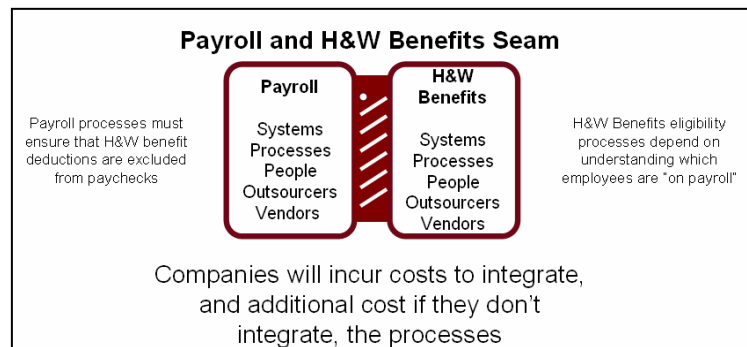 Payroll and H&W Benefits Seam
Payroll processes must
ensure that H&W benefit
deductions are excluded
from paychecks
Payroll
Systems
Processes
People
Outsourcers
Vendors
H&W
Benefits
Systems
Processes
People
Outsourcers
Vendors
H&W Benefits eligibility
processes depend on
understanding which
employees are "on payroll"
Companies will incur costs to integrate,
and additional cost if they don't
integrate, the processes